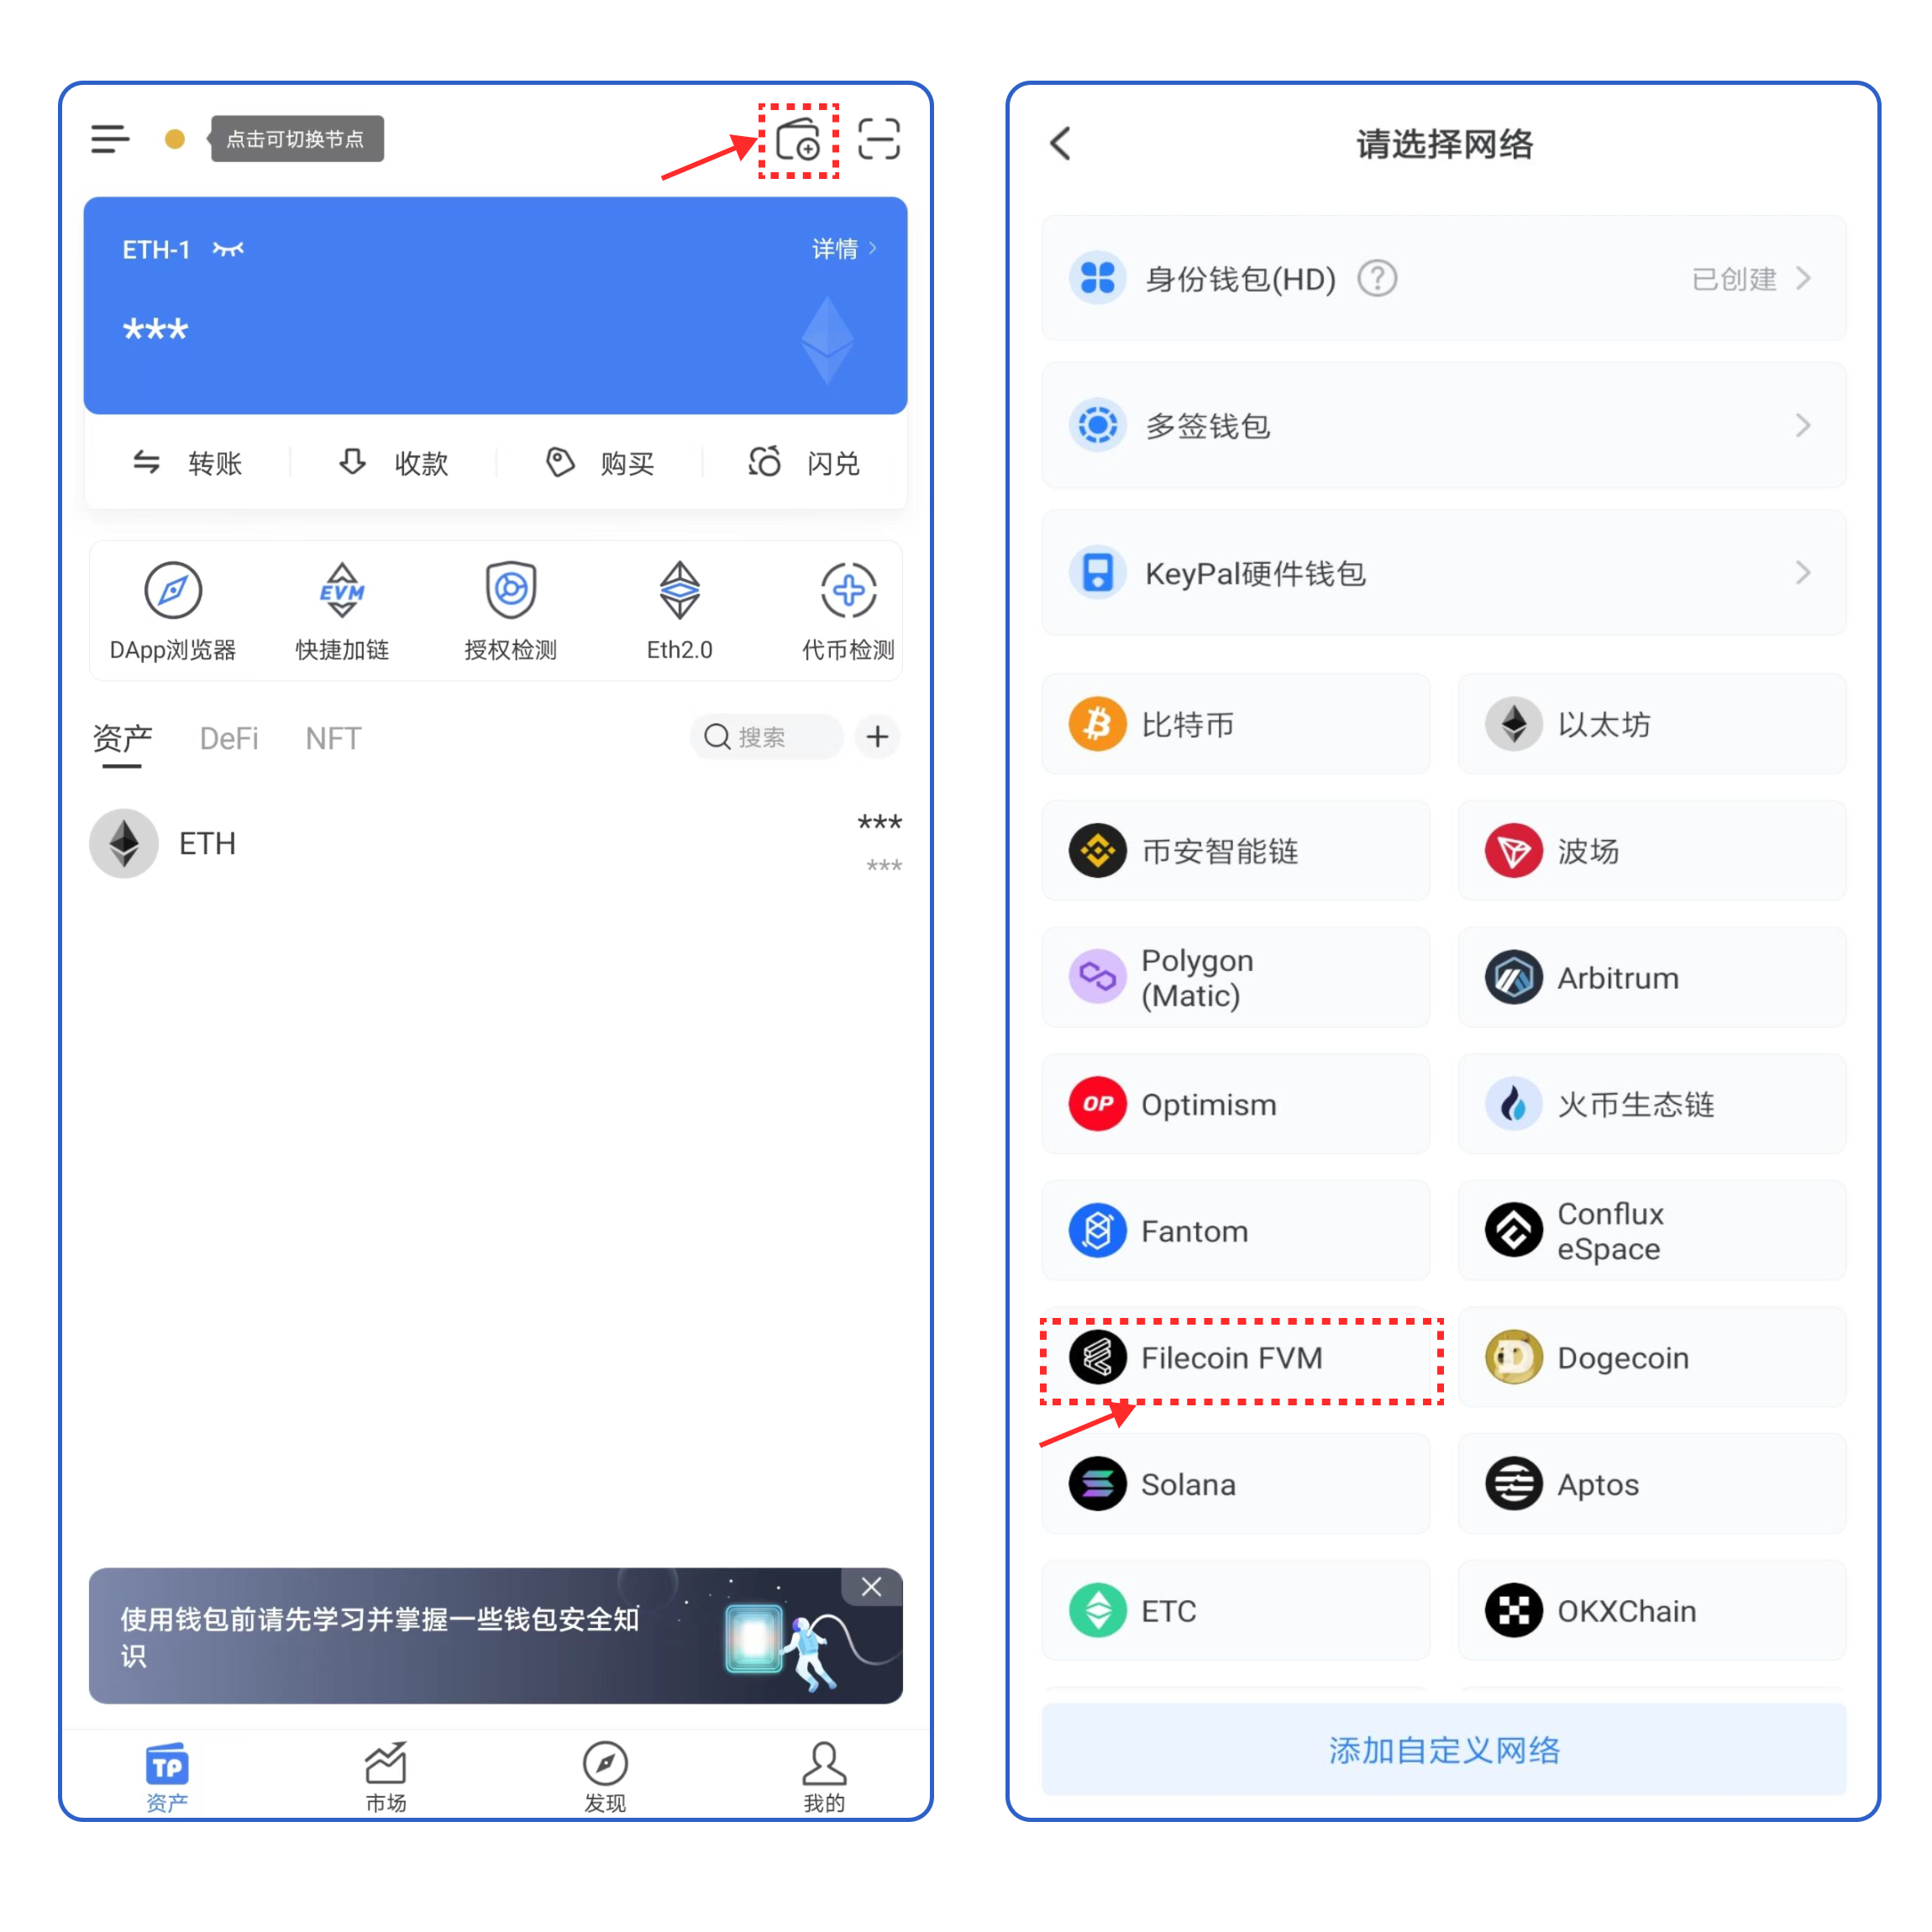 点击可切换节点
ETH-1
详情
***
转账
收款
购买
闪兑
EVM
DApp浏览器
快捷加链
授权检测
Eth2.0
代币检测
资产
DeFi
NFT
搜索
ETH
***
***
使用钱包前请先学习并掌握一些钱包安全知
识
TP
资产
市场
发现
我的
请选择网络
身份钱包(HD)
已创建
多签钱包
KeyPal硬件钱包
比特币
以太坊
币安智能链
波场
Polygon
(Matic)
Arbitrum
OP
Optimism
火币生态链
Fantom
Conflux
eSpace
Filecoin FVM
Dogecoin
Solana
Aptos
ETC
OKXChain
添加自定义网络